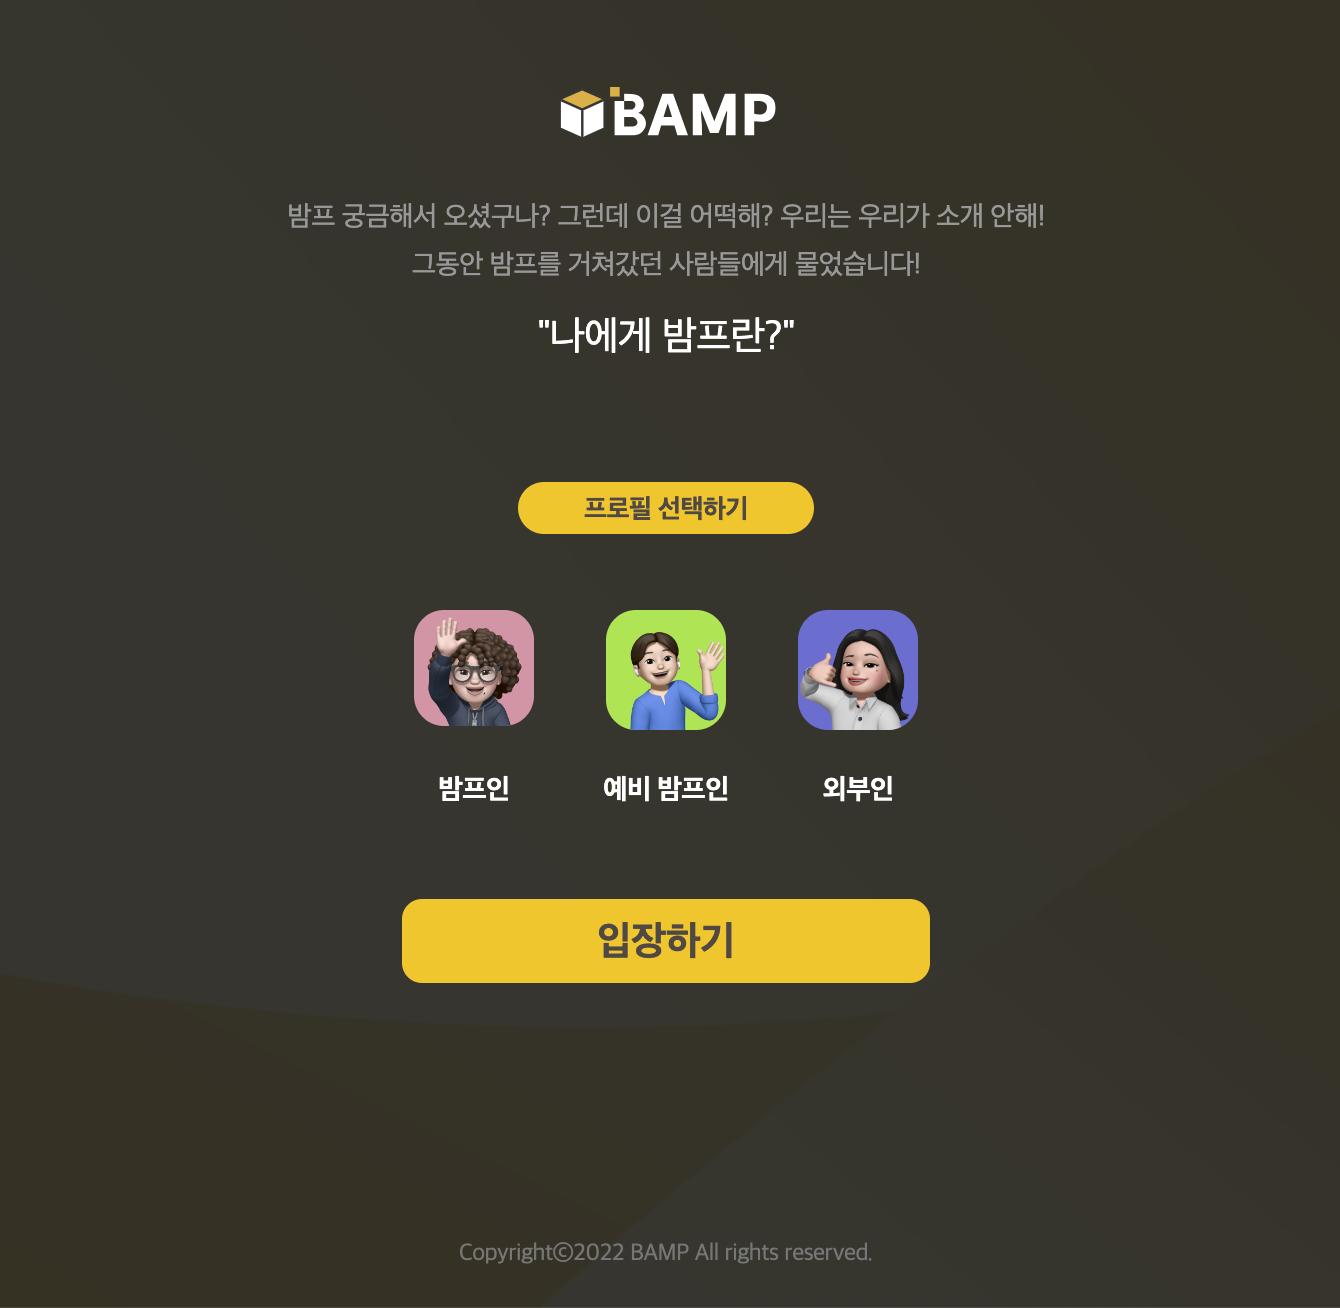 BAMP
밤프 궁금해서 오셨구나? 그런데 이걸 어떡해? 우리는 우리가 소개 안해!
그동안 밤프를 거쳐갔던 사람들에게 물었습니다!
"나에게 밤프란?"
프로필 선택하기
밤프인 예비 밤프인 외부인
입장하기
Copyrightⓒ2022 BAMP All rights reserved.